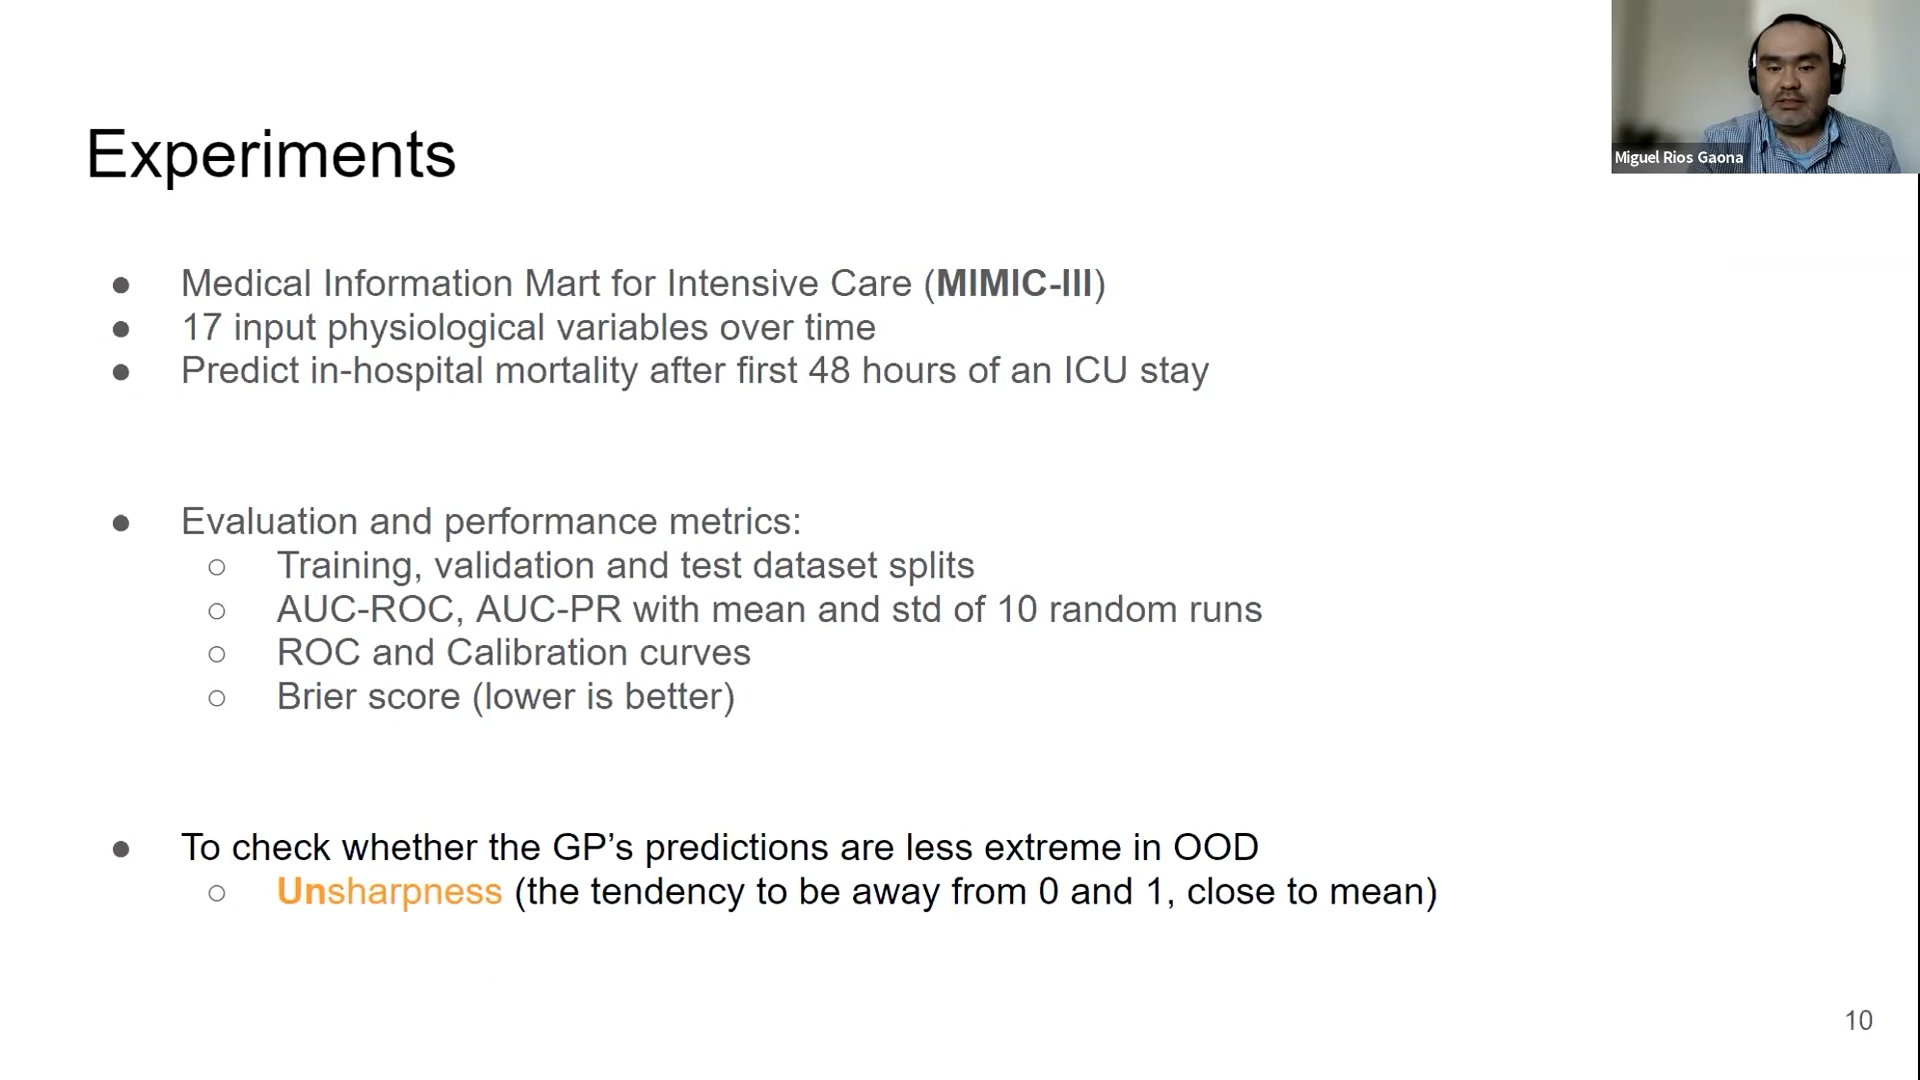 Experiments
Miguel Rios Gaona
● Medical Information Mart for Intensive Care (MIMIC-III)
● 17 input physiological variables over time
● Predict in-hospital mortality after first 48 hours of an ICU stay
● Evaluation and performance metrics:
○ Training, validation and test dataset splits
○ AUC-ROC, AUC-PR with mean and std of 10 random runs
○ ROC and Calibration curves
○ Brier score (lower is better)
● To check whether the GP’s predictions are less extreme in OOD
○ Unsharpness (the tendency to be away from 0 and 1, close to mean)
10